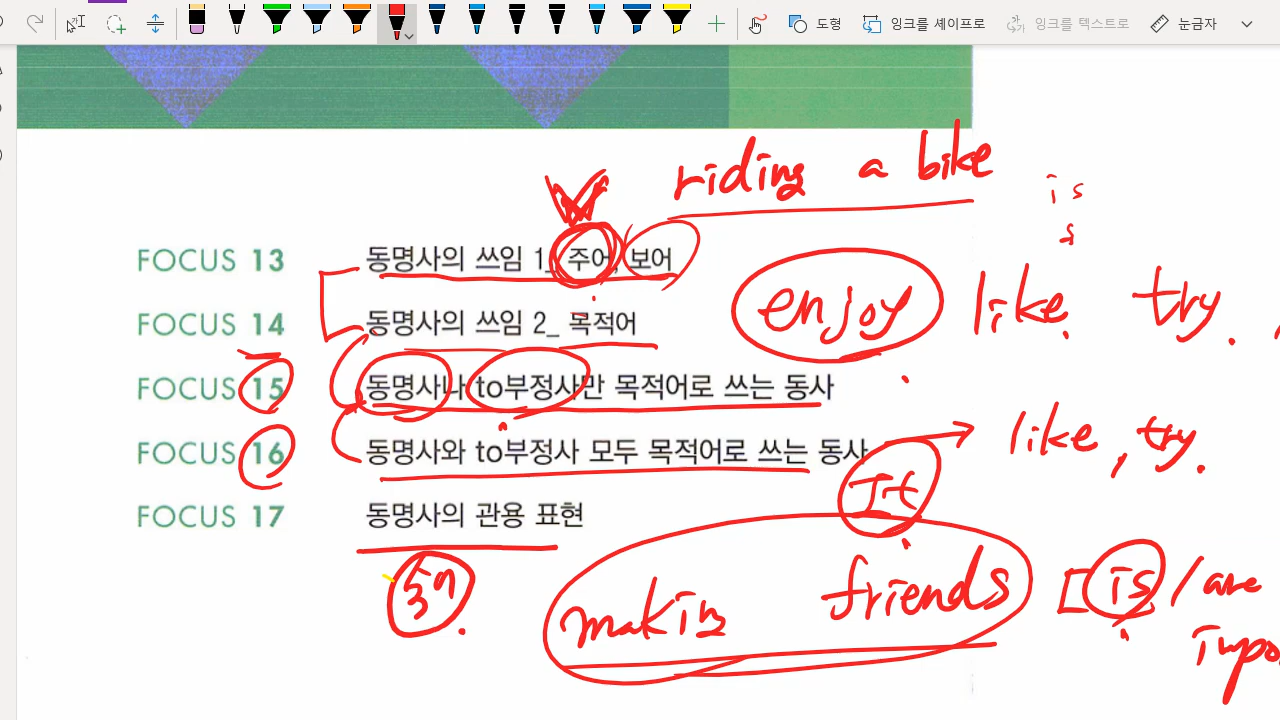 도형 잉크를 셰이프로 잉크를 텍스트로 눈금자
riding a bike is
s
FOCUS 13 동명사의 쓰임 1_ 주어, 보어
enjoy like, try.
FOCUS 14 동명사의 쓰임 2_ 목적어
FOCUS 15 동명사나 to부정사만 목적어로 쓰는 동사
FOCUS 16 동명사와 to부정사 모두 목적어로 쓰는 동사 → like, try.
It
FOCUS 17 동명사의 관용 표현
making friends [is / are
impo